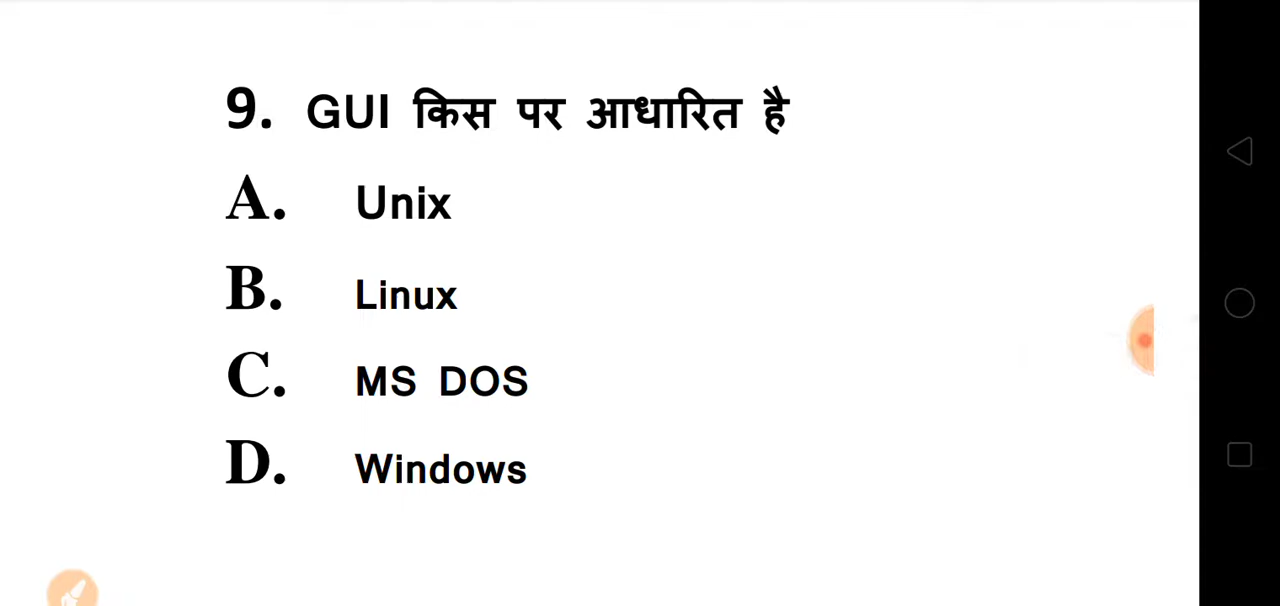 9. GUI किस पर आधारित है
A. Unix
B. Linux
C. MS DOS
D. Windows